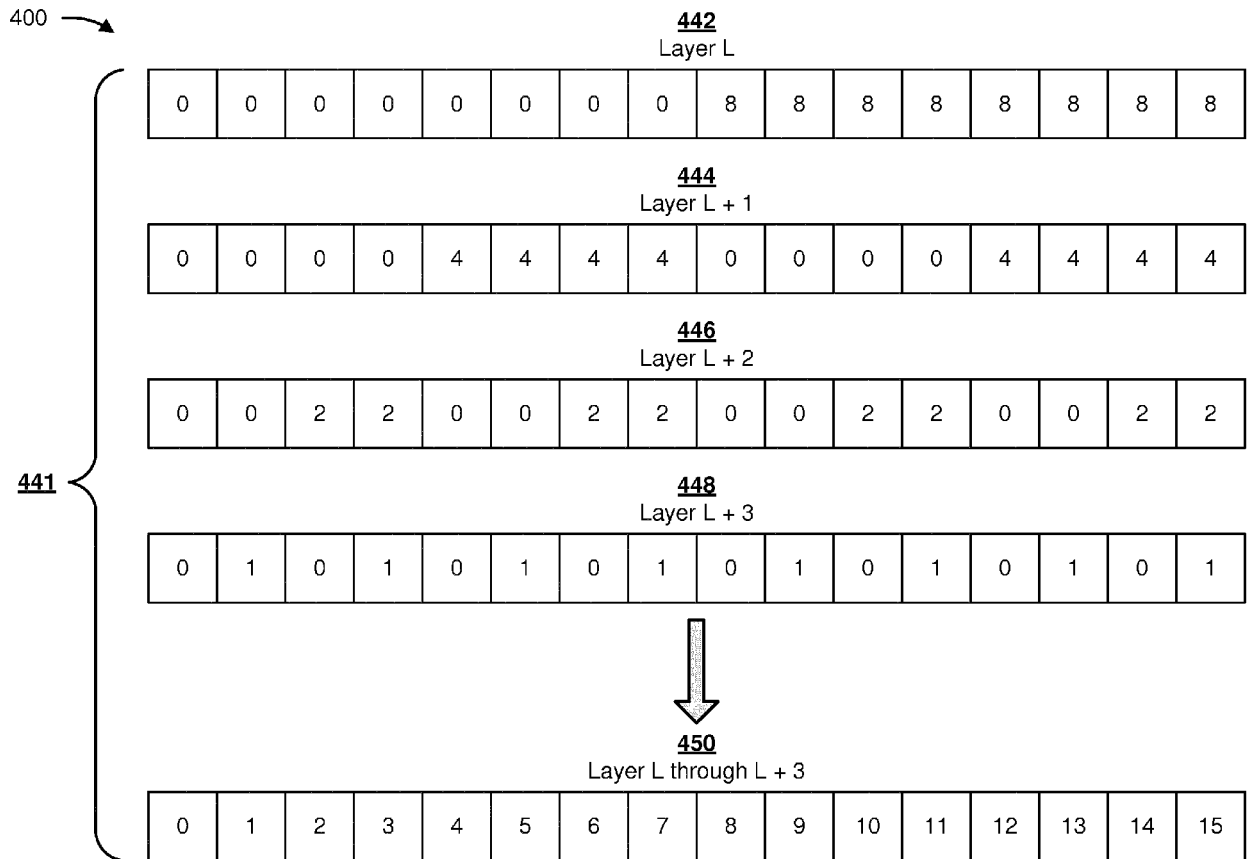 400
442
Layer L
0 0 0 0 0 0 0 0 8 8 8 8 8 8 8 8
444
Layer L + 1
0 0 0 0 4 4 4 4 0 0 0 0 4 4 4 4
446
Layer L + 2
0 0 2 2 0 0 2 2 0 0 2 2 0 0 2 2
441
448
Layer L + 3
0 1 0 1 0 1 0 1 0 1 0 1 0 1 0 1
450
Layer L through L + 3
0 1 2 3 4 5 6 7 8 9 10 11 12 13 14 15